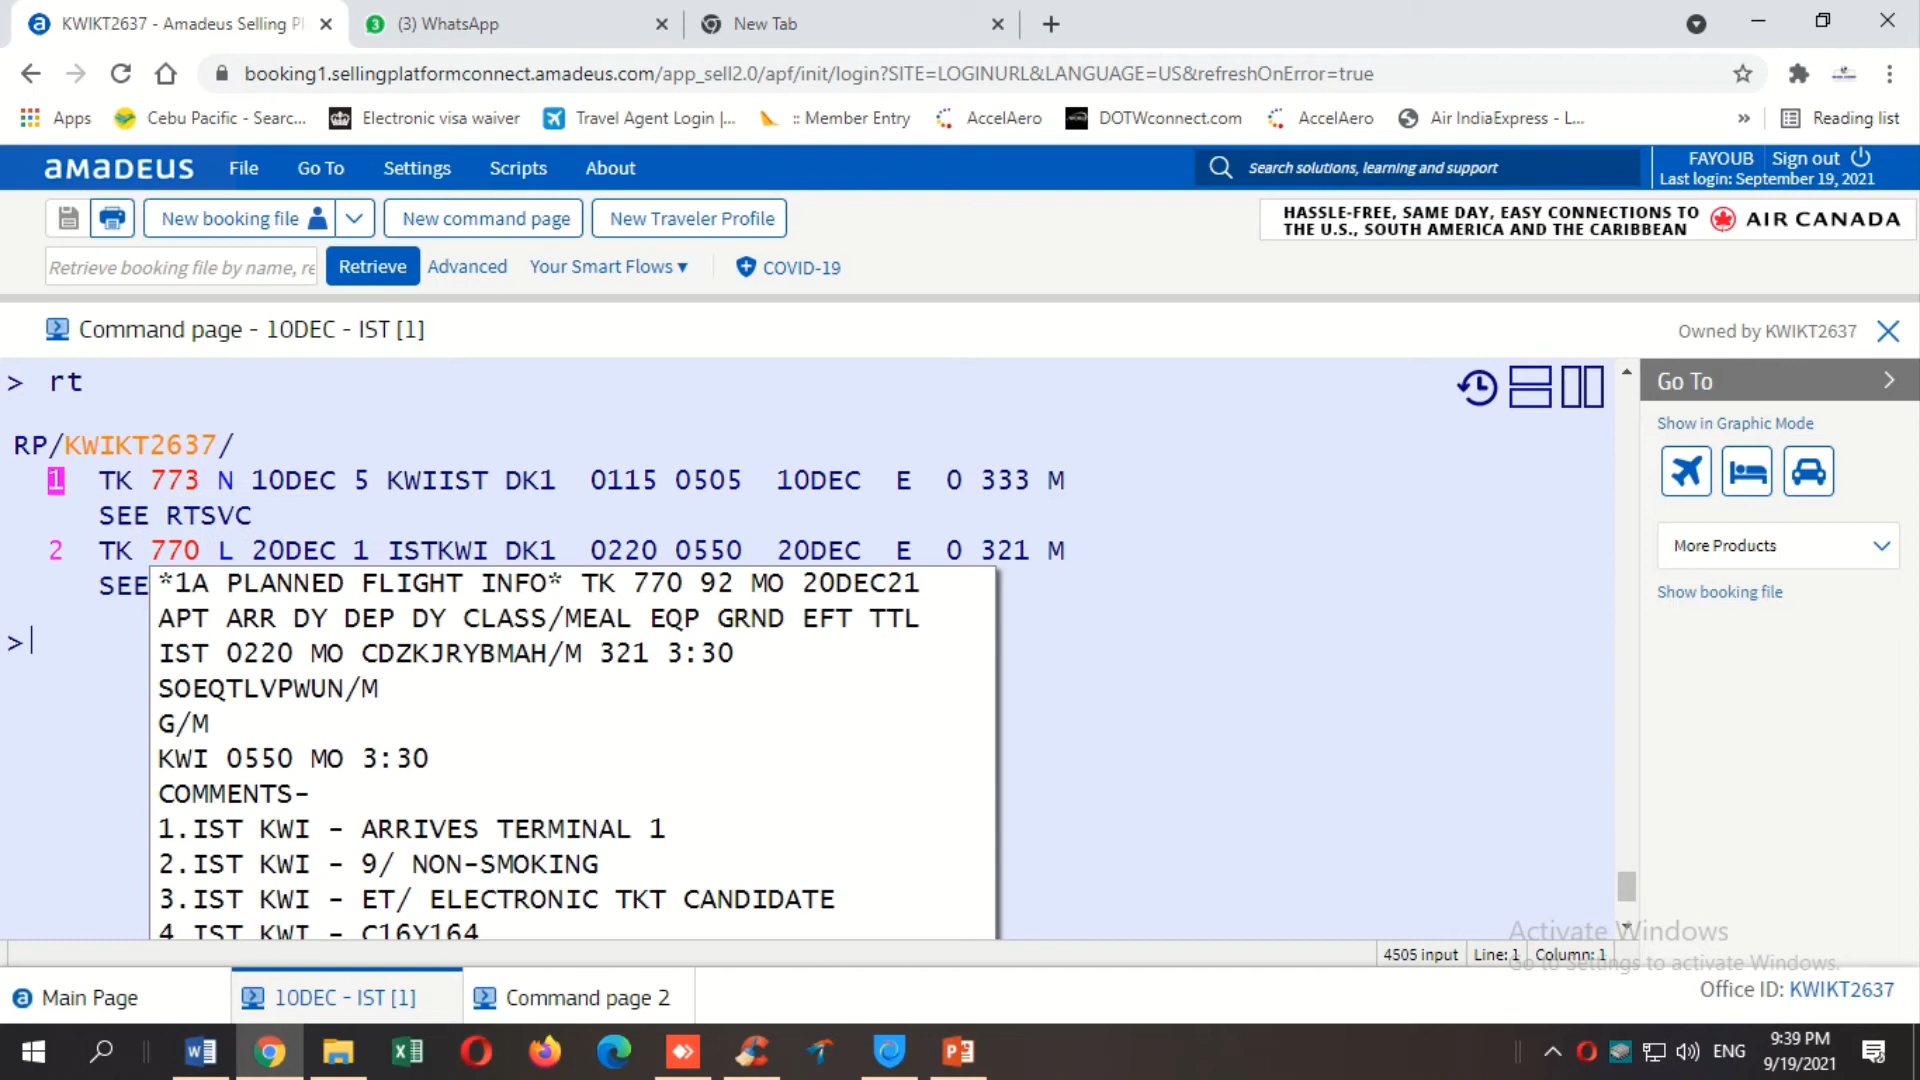 KWIKT2637 - Amadeus Selling Pl
(3) WhatsApp
New Tab
booking1.sellingplatformconnect.amadeus.com/app_sell2.0/apf/init/login?SITE=LOGINURL&LANGUAGE=US&refreshOnError=true
Apps
Cebu Pacific - Searc...
Electronic visa waiver
Travel Agent Login |...
:: Member Entry
AccelAero
DOTWconnect.com
AccelAero
Air IndiaExpress - L...
»
Reading list
amadeus
File
Go To
Settings
Scripts
About
Search solutions, learning and support
FAYOUB Sign out
Last login: September 19, 2021
New booking file
New command page
New Traveler Profile
HASSLE-FREE, SAME DAY, EASY CONNECTIONS TO
THE U.S., SOUTH AMERICA AND THE CARIBBEAN
AIR CANADA
Retrieve booking file by name, re
Retrieve
Advanced
Your Smart Flows
COVID-19
Command page - 10DEC - IST [1]
Owned by KWIKT2637
> rt
RP/KWIKT2637/
1 TK 773 N 10DEC 5 KWIIST DK1 0115 0505 10DEC E 0 333 M
SEE RTSVC
2 TK 770 L 20DEC 1 ISTKWI DK1 0220 0550 20DEC E 0 321 M
SEE
>
*1A PLANNED FLIGHT INFO* TK 770 92 MO 20DEC21
APT ARR DY DEP DY CLASS/MEAL EQP GRND EFT TTL
IST 0220 MO CDZKJRYBMAH/M 321 3:30
SOEQTLVPWUN/M
G/M
KWI 0550 MO 3:30
COMMENTS-
1.IST KWI - ARRIVES TERMINAL 1
2.IST KWI - 9/ NON-SMOKING
3.IST KWI - ET/ ELECTRONIC TKT CANDIDATE
4.IST KWI - C16Y164
Go To
Show in Graphic Mode
More Products
Show booking file
Activate Windows
Go to Settings to activate Windows.
4505 input
Line: 1
Column: 1
Main Page
10DEC - IST [1]
Command page 2
Office ID: KWIKT2637
ENG
9:39 PM
9/19/2021